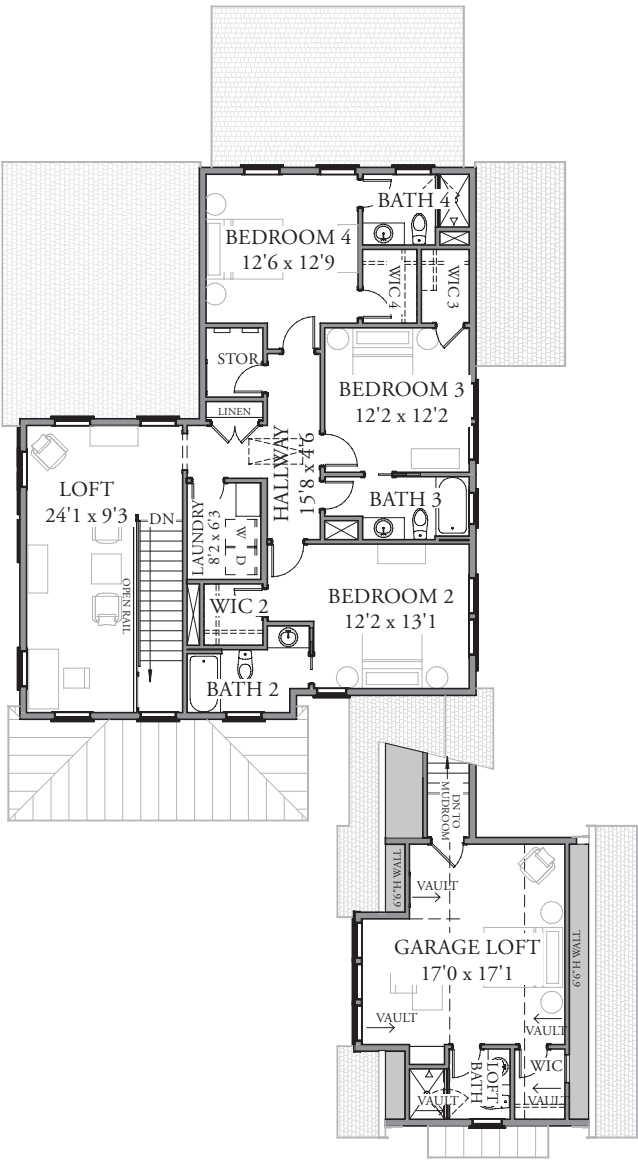 BATH 4
BEDROOM 4
12'6 x 12'9
WIC 4
WIC 3
STOR
BEDROOM 3
12'2 x 12'2
LINEN
HALLWAY
15'8 x 4'6
LOFT
24'1 x 9'3
DN
LAUNDRY
8'2 x 6'3
W
D
BATH 3
OPEN RAIL
WIC 2
BEDROOM 2
12'2 x 13'1
BATH 2
DN TO
MUDROOM
6'9" H. WALL
VAULT
GARAGE LOFT
17'0 x 17'1
6'9" H. WALL
VAULT
VAULT
WIC
LOFT
BATH
VAULT
VAULT